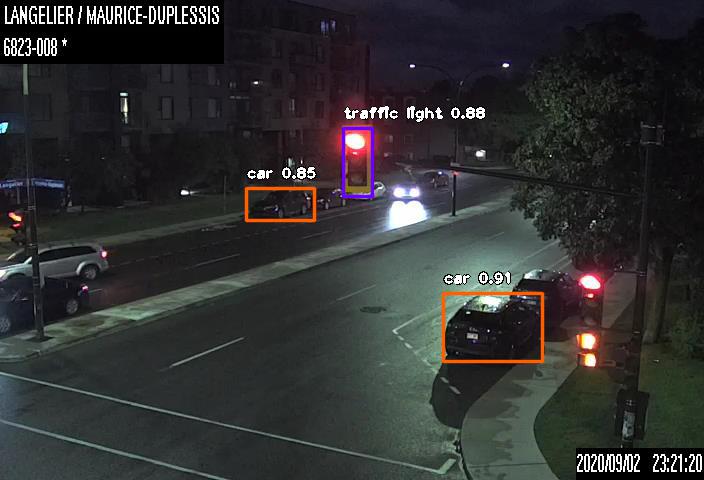 LANGELIER / MAURICE-DUPLESSIS
6823-008 *
traffic light 0.88
car 0.85
car 0.91
2020/09/02 23:21:20